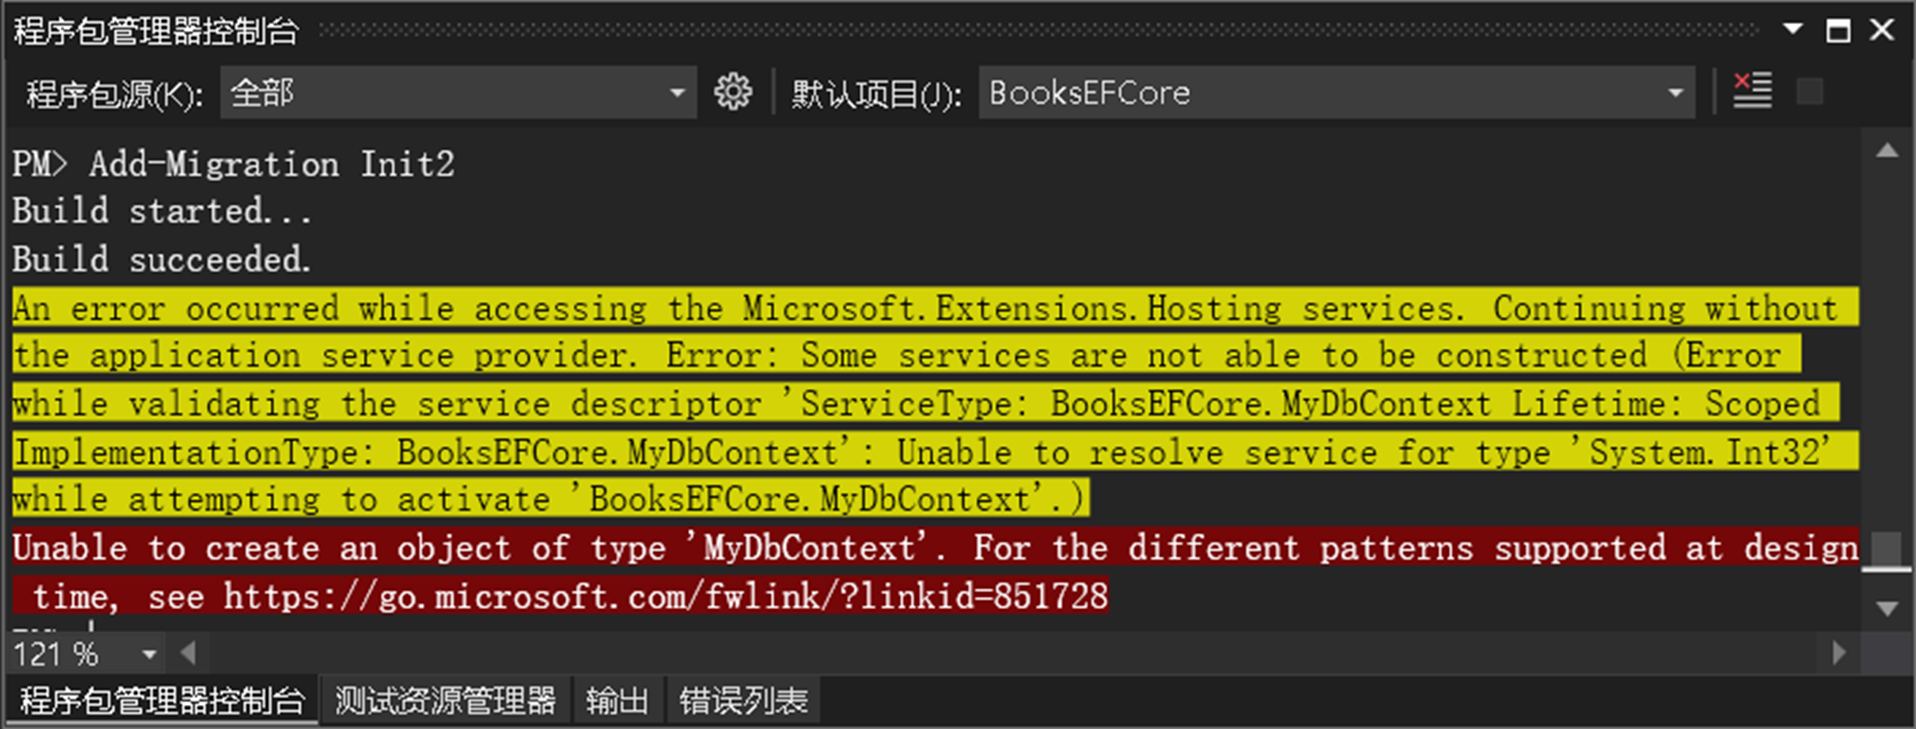 程序包管理器控制台
程序包源(K): 全部 默认项目(J): BooksEFCore
PM> Add-Migration Init2
Build started...
Build succeeded.
An error occurred while accessing the Microsoft.Extensions.Hosting services. Continuing without
the application service provider. Error: Some services are not able to be constructed (Error
while validating the service descriptor 'ServiceType: BooksEFCore.MyDbContext Lifetime: Scoped
ImplementationType: BooksEFCore.MyDbContext': Unable to resolve service for type 'System.Int32'
while attempting to activate 'BooksEFCore.MyDbContext'.)
Unable to create an object of type 'MyDbContext'. For the different patterns supported at design
time, see https://go.microsoft.com/fwlink/?linkid=851728
121 %
程序包管理器控制台 测试资源管理器 输出 错误列表